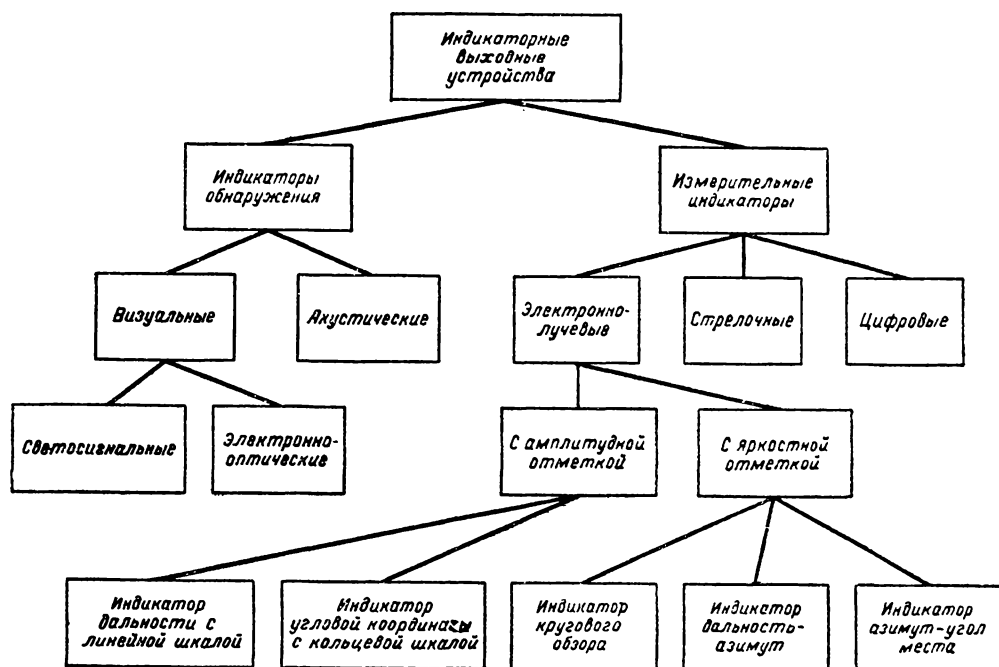 Индикаторные
выходные
устройства
Индикаторы
обнаружения
Измерительные
индикаторы
Визуальные
Акустические
Электронно-
лучевые
Стрелочные
Цифровые
Светосигнальные
Электронно-
оптические
С амплитудной
отметкой
С яркостной
отметкой
Индикатор
дальности с
линейной шкалой
Индикатор
угловой координаты
с кольцевой шкалой
Индикатор
кругового
обзора
Индикатор
дальность-
азимут
Индикатор
азимут-угол
места